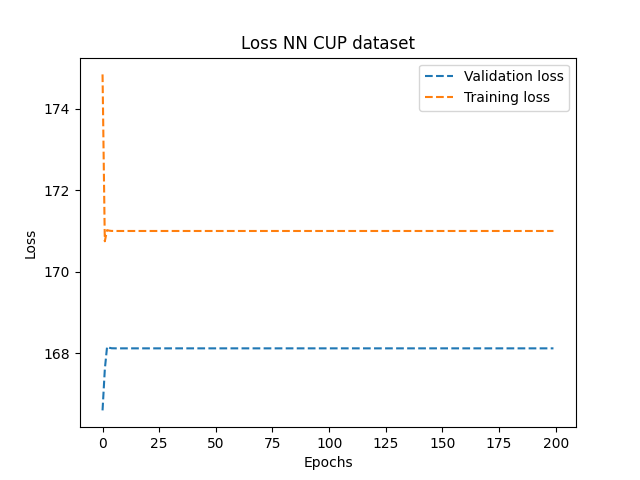 Loss NN CUP dataset
Validation loss
Training loss
174
172
170
168
Loss
0 25 50 75 100 125 150 175 200
Epochs